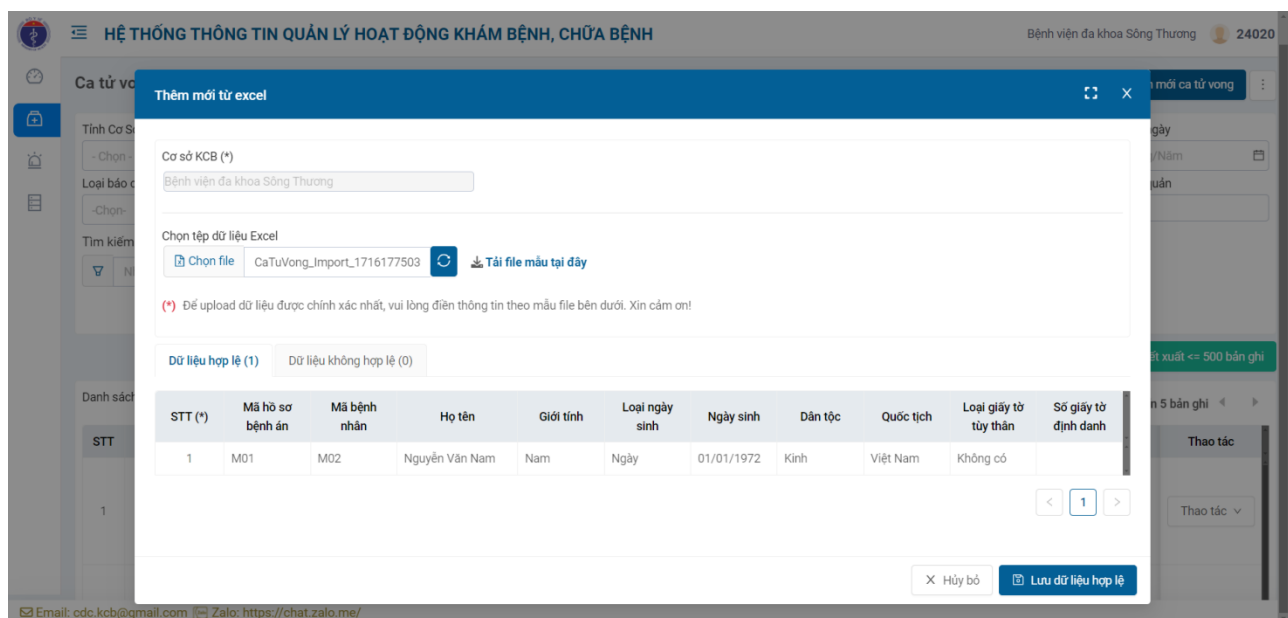 HỆ THỐNG THÔNG TIN QUẢN LÝ HOẠT ĐỘNG KHÁM BỆNH, CHỮA BỆNH
Bệnh viện đa khoa Sông Thương 24020
Ca tử vo
mới ca tử vong
Thêm mới từ excel
Tỉnh Cơ Sở
gày
- Chọn -
/Năm
Cơ sở KCB (*)
Bệnh viện đa khoa Sông Thương
Loại báo c
quán
-Chọn-
Tìm kiếm
Chọn tệp dữ liệu Excel
Chọn file CaTuVong_Import_1716177503 Tải file mẫu tại đây
(*) Để upload dữ liệu được chính xác nhất, vui lòng điền thông tin theo mẫu file bên dưới. Xin cảm ơn!
Dữ liệu hợp lệ (1) Dữ liệu không hợp lệ (0)
ết xuất <= 500 bản ghi
Danh sách
n 5 bản ghi
STT (*) Mã hồ sơ bệnh án Mã bệnh nhân Họ tên Giới tính Loại ngày sinh Ngày sinh Dân tộc Quốc tịch Loại giấy tờ tùy thân Số giấy tờ định danh
STT
Thao tác
1 M01 M02 Nguyễn Văn Nam Nam Ngày 01/01/1972 Kinh Việt Nam Không có
1
1
Thao tác
Hủy bỏ Lưu dữ liệu hợp lệ
Email: cdc.kcb@gmail.com Zalo: https://chat.zalo.me/